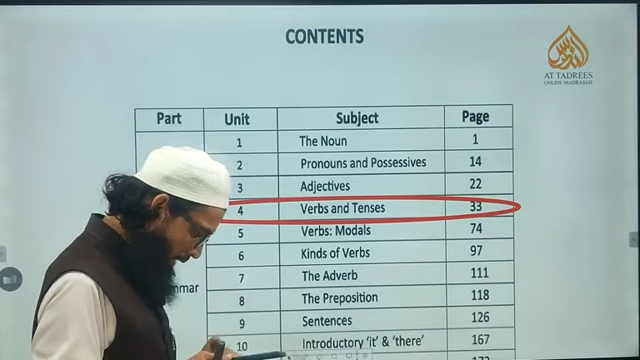 CONTENTS
AT TADREES
ONLINE MADRASAH
Part Unit Subject Page
1 The Noun 1
2 Pronouns and Possessives 14
3 Adjectives 22
4 Verbs and Tenses 33
5 Verbs: Modals 74
6 Kinds of Verbs 97
7 The Adverb 111
8 The Preposition 118
9 Sentences 126
10 Introductory 'it' & 'there' 167